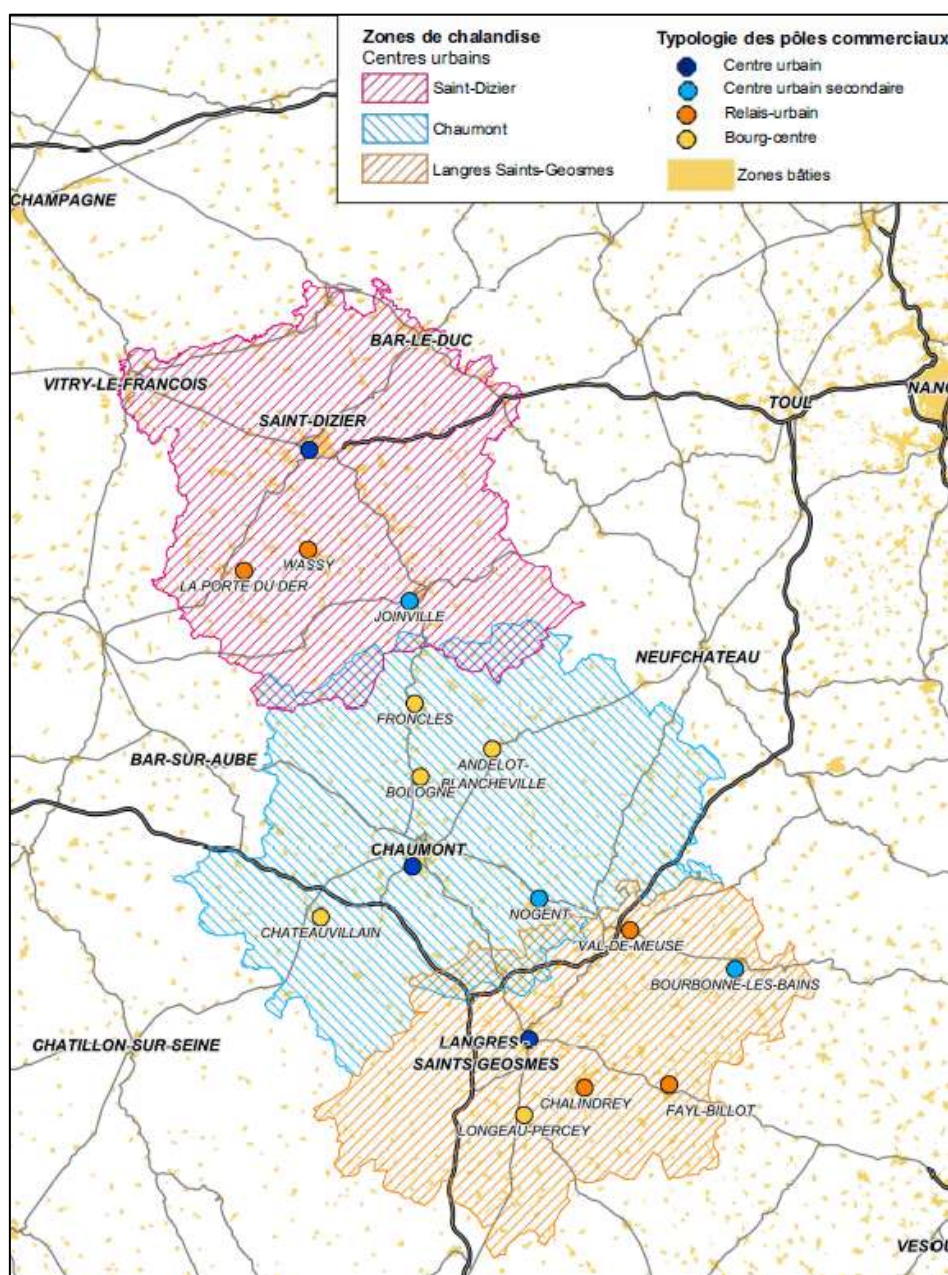 Zones de chalandise
Centres urbains
Saint-Dizier
Chaumont
Langres Saints-Geosmes
Typologie des pôles commerciaux
Centre urbain
Centre urbain secondaire
Relais-urbain
Bourg-centre
Zones bâties
CHAMPAGNE
BAR-LE-DUC
VITRY-LE-FRANCOIS
NANC
TOUL
SAINT-DIZIER
WASSY
LA PORTE DU DER
JOINVILLE
NEUFCHATEAU
FRONCLES
BAR-SUR-AUBE
ANDELOT-
BLANCHEVILLE
BOLOGNE
CHAUMONT
NOGENT
CHATEAUVILLAIN
VAL-DE-MEUSE
BOURBONNE-LES-BAINS
CHATILLON-SUR-SEINE
LANGRES -
SAINTS GEOSMES
CHALINDREY
FAYL-BILLOT
LONGEAU-PERCEY
VESOU